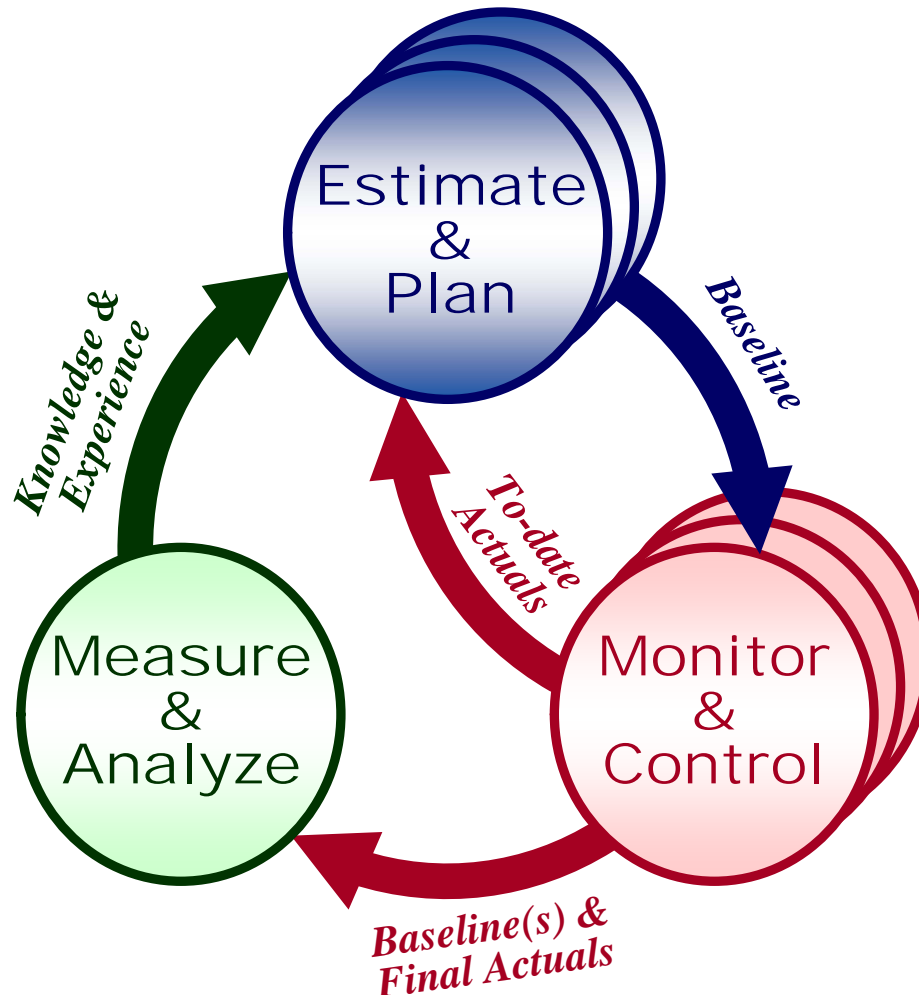 Estimate
&
Plan
Baseline
Knowledge &
Experience
To-date
Actuals
Measure
&
Analyze
Monitor
&
Control
Baseline(s) &
Final Actuals